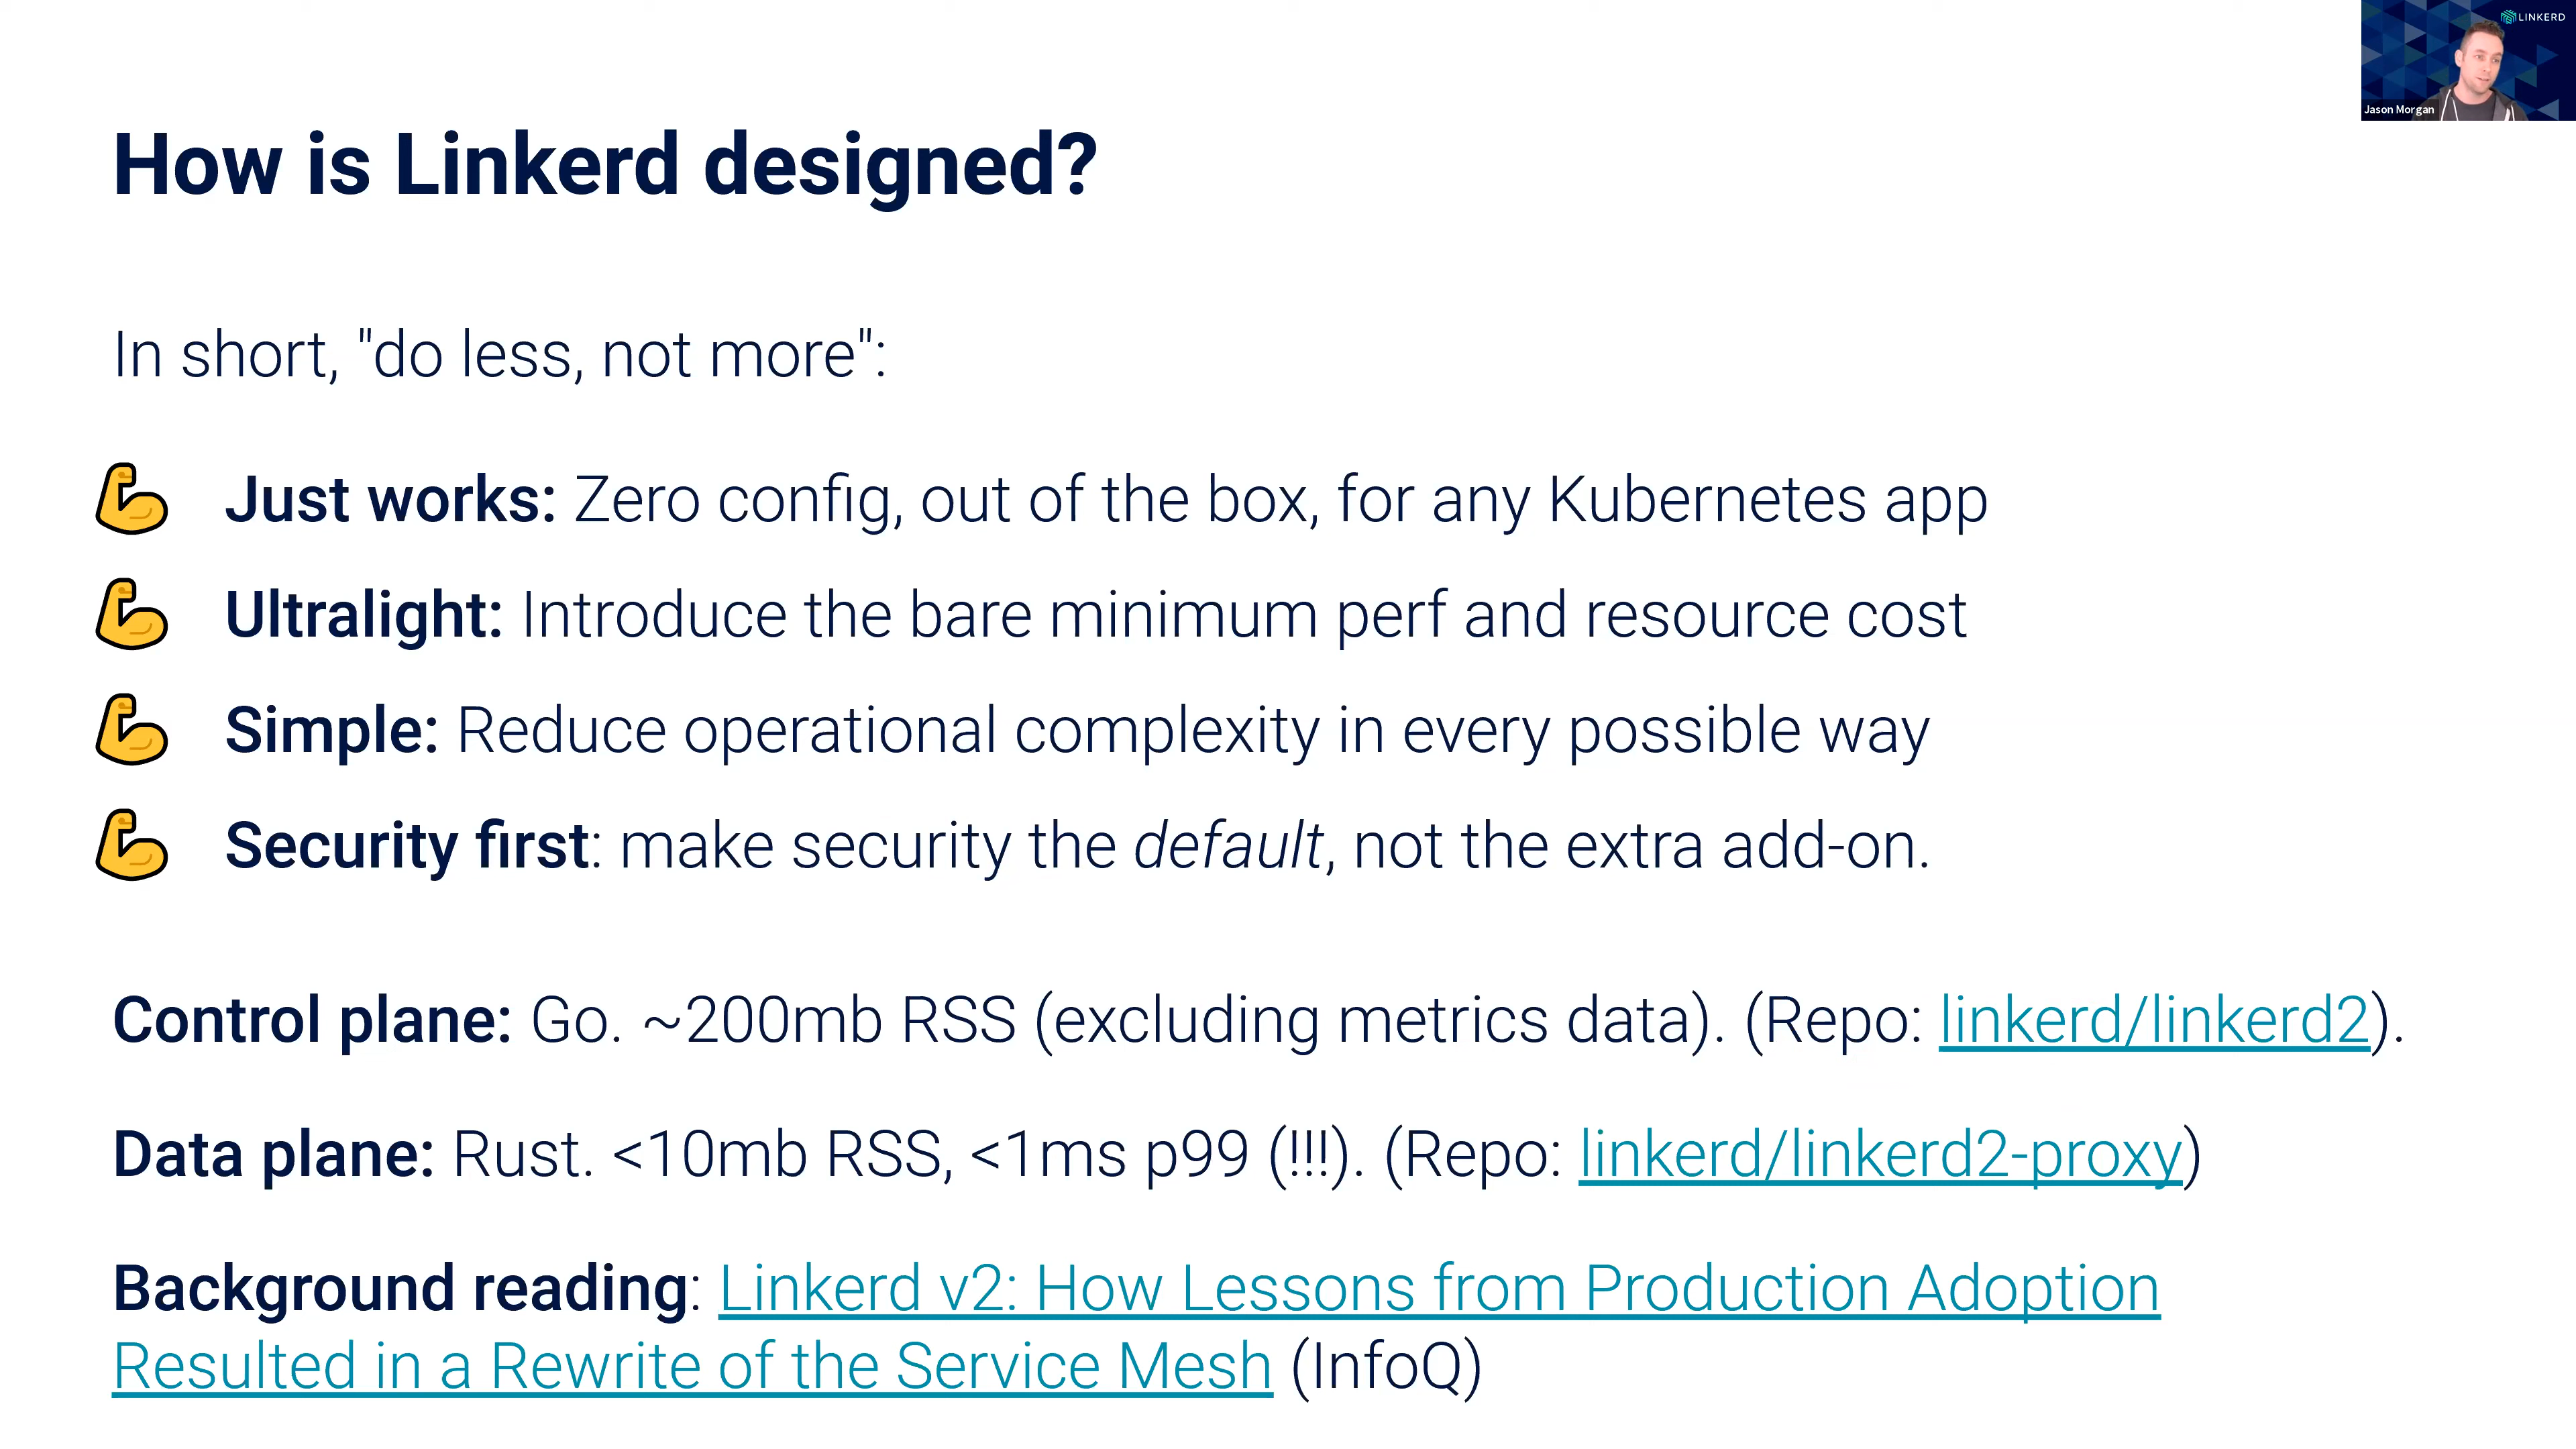 LINKERD
Jason Morgan
How is Linkerd designed?
In short, "do less, not more":
Just works: Zero config, out of the box, for any Kubernetes app
Ultralight: Introduce the bare minimum perf and resource cost
Simple: Reduce operational complexity in every possible way
Security first: make security the default, not the extra add-on.
Control plane: Go. ~200mb RSS (excluding metrics data). (Repo: linkerd/linkerd2).
Data plane: Rust. <10mb RSS, <1ms p99 (!!!). (Repo: linkerd/linkerd2-proxy)
Background reading: Linkerd v2: How Lessons from Production Adoption
Resulted in a Rewrite of the Service Mesh (InfoQ)